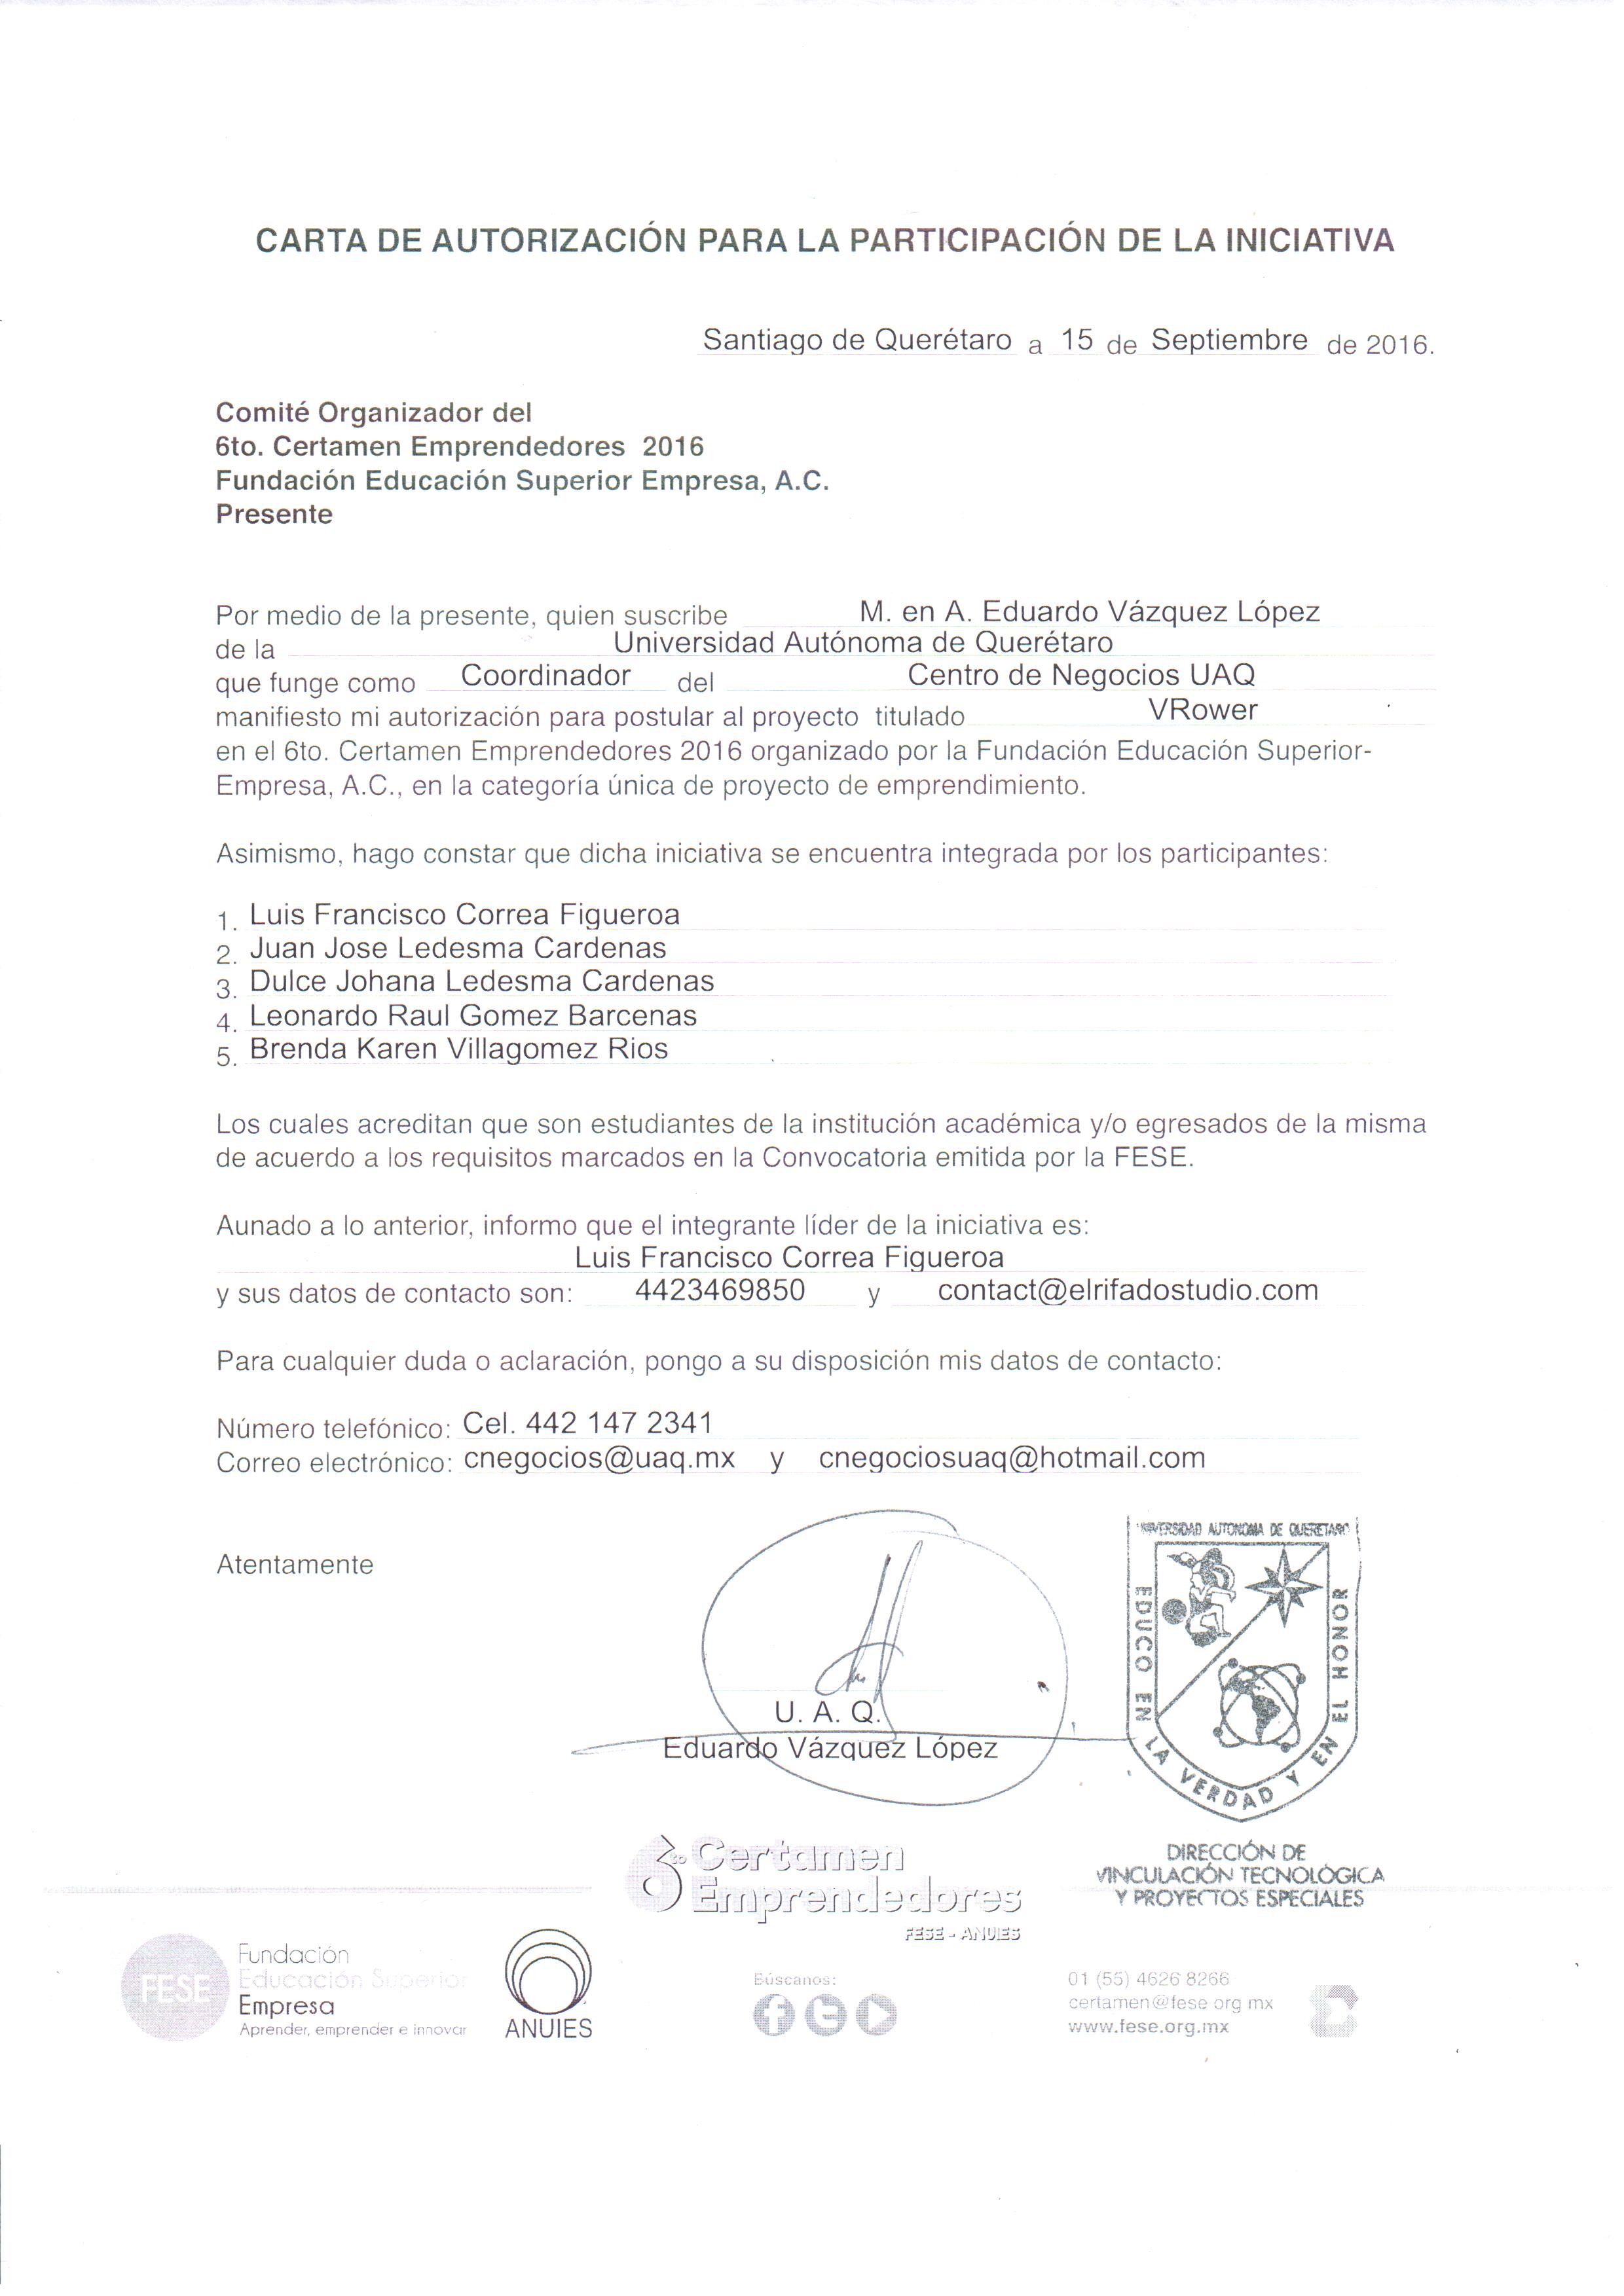 CARTA DE AUTORIZACIÓN PARA LA PARTICIPACIÓN DE LA INICIATIVA
Santiago de Querétaro a 15 de Septiembre de 2016.
Comité Organizador del
6to. Certamen Emprendedores 2016
Fundación Educación Superior Empresa, A.C.
Presente
Por medio de la presente, quien suscribe M. en A. Eduardo Vázquez López
de la Universidad Autónoma de Querétaro
que funge como Coordinador del Centro de Negocios UAQ
manifiesto mi autorización para postular al proyecto titulado VRower
en el 6to. Certamen Emprendedores 2016 organizado por la Fundación Educación Superior-
Empresa, A.C., en la categoría única de proyecto de emprendimiento.
Asimismo, hago constar que dicha iniciativa se encuentra integrada por los participantes:
1. Luis Francisco Correa Figueroa
2. Juan Jose Ledesma Cardenas
3. Dulce Johana Ledesma Cardenas
4. Leonardo Raul Gomez Barcenas
5. Brenda Karen Villagomez Rios
Los cuales acreditan que son estudiantes de la institución académica y/o egresados de la misma
de acuerdo a los requisitos marcados en la Convocatoria emitida por la FESE.
Aunado a lo anterior, informo que el integrante líder de la iniciativa es:
Luis Francisco Correa Figueroa
y sus datos de contacto son: 4423469850 y contact@elrifadostudio.com
Para cualquier duda o aclaración, pongo a su disposición mis datos de contacto:
Número telefónico: Cel. 442 147 2341
Correo electrónico: cnegocios@uaq.mx y cnegociosuaq@hotmail.com
Atentamente
U. A. Q.
Eduardo Vázquez López
UNIVERSIDAD AUTONOMA DE QUERETARO
EDUCO EN LA VERDAD Y EN EL HONOR
DIRECCIÓN DE
VINCULACIÓN TECNOLÓGICA
Y PROYECTOS ESPECIALES
6to Certamen
Emprendedores
FESE - ANUIES
FESE
Fundación
Educación Superior
Empresa
Aprender, emprender e innovar
ANUIES
Búscanos:
01 (55) 4626 8266
certamen@fese.org.mx
www.fese.org.mx